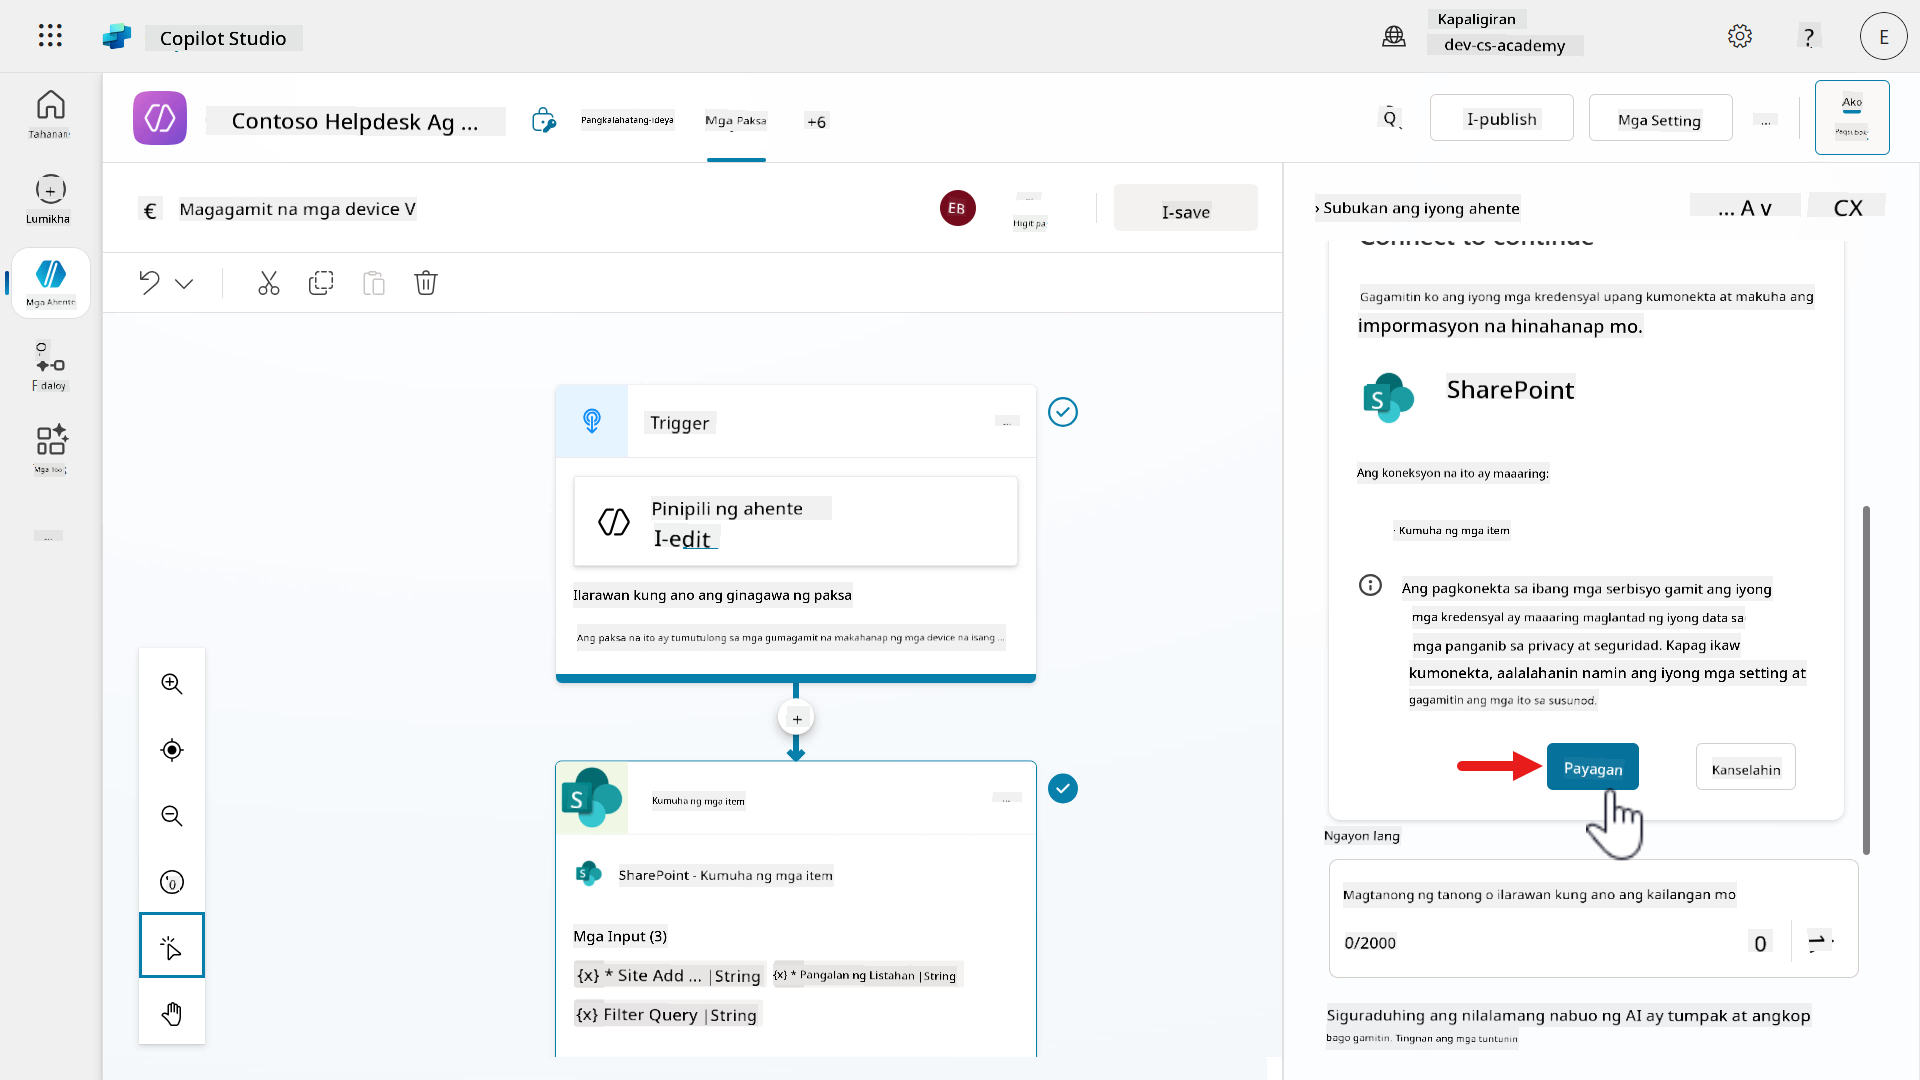 Copilot Studio
Kapaligiran
dev-cs-academy
?
E
Tahanan
Lumikha
Mga Ahente
daloy
Contoso Helpdesk Ag ...
Pangkalahatang-ideya
Mga Paksa
+6
I-publish
Mga Setting
...
Ako
€ Magagamit na mga device V
EB
...
Higit pa
I-save
Trigger
...
Pinipili ng ahente
I-edit
Ilarawan kung ano ang ginagawa ng paksa
Ang paksa na ito ay tumutulong sa mga gumagamit na makahanap ng mga device na isang ...
+
Kumuha ng mga item
...
SharePoint - Kumuha ng mga item
Mga Input (3)
{x} * Site Add ... |String {x} * Pangalan ng Listahan |String
{x} Filter Query |String
› Subukan ang iyong ahente
... A v
CX
Connect to continue
Gagamitin ko ang iyong mga kredensyal upang kumonekta at makuha ang
impormasyon na hinahanap mo.
S SharePoint
Ang koneksyon na ito ay maaaring:
· Kumuha ng mga item
Ang pagkonekta sa ibang mga serbisyo gamit ang iyong
mga kredensyal ay maaaring maglantad ng iyong data sa
mga panganib sa privacy at seguridad. Kapag ikaw
kumonekta, aalalahanin namin ang iyong mga setting at
gagamitin ang mga ito sa susunod.
Payagan
Kanselahin
Ngayon lang
Magtanong ng tanong o ilarawan kung ano ang kailangan mo
0/2000
0
Siguraduhing ang nilalamang nabuo ng AI ay tumpak at angkop
bago gamitin. Tingnan ang mga tuntunin